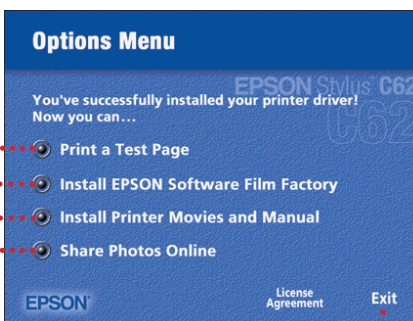 Options Menu
EPSON Stylus C62
C62
You've successfully installed your printer driver!
Now you can...
Print a Test Page
Install EPSON Software Film Factory
Install Printer Movies and Manual
Share Photos Online
EPSON
License
Agreement
Exit